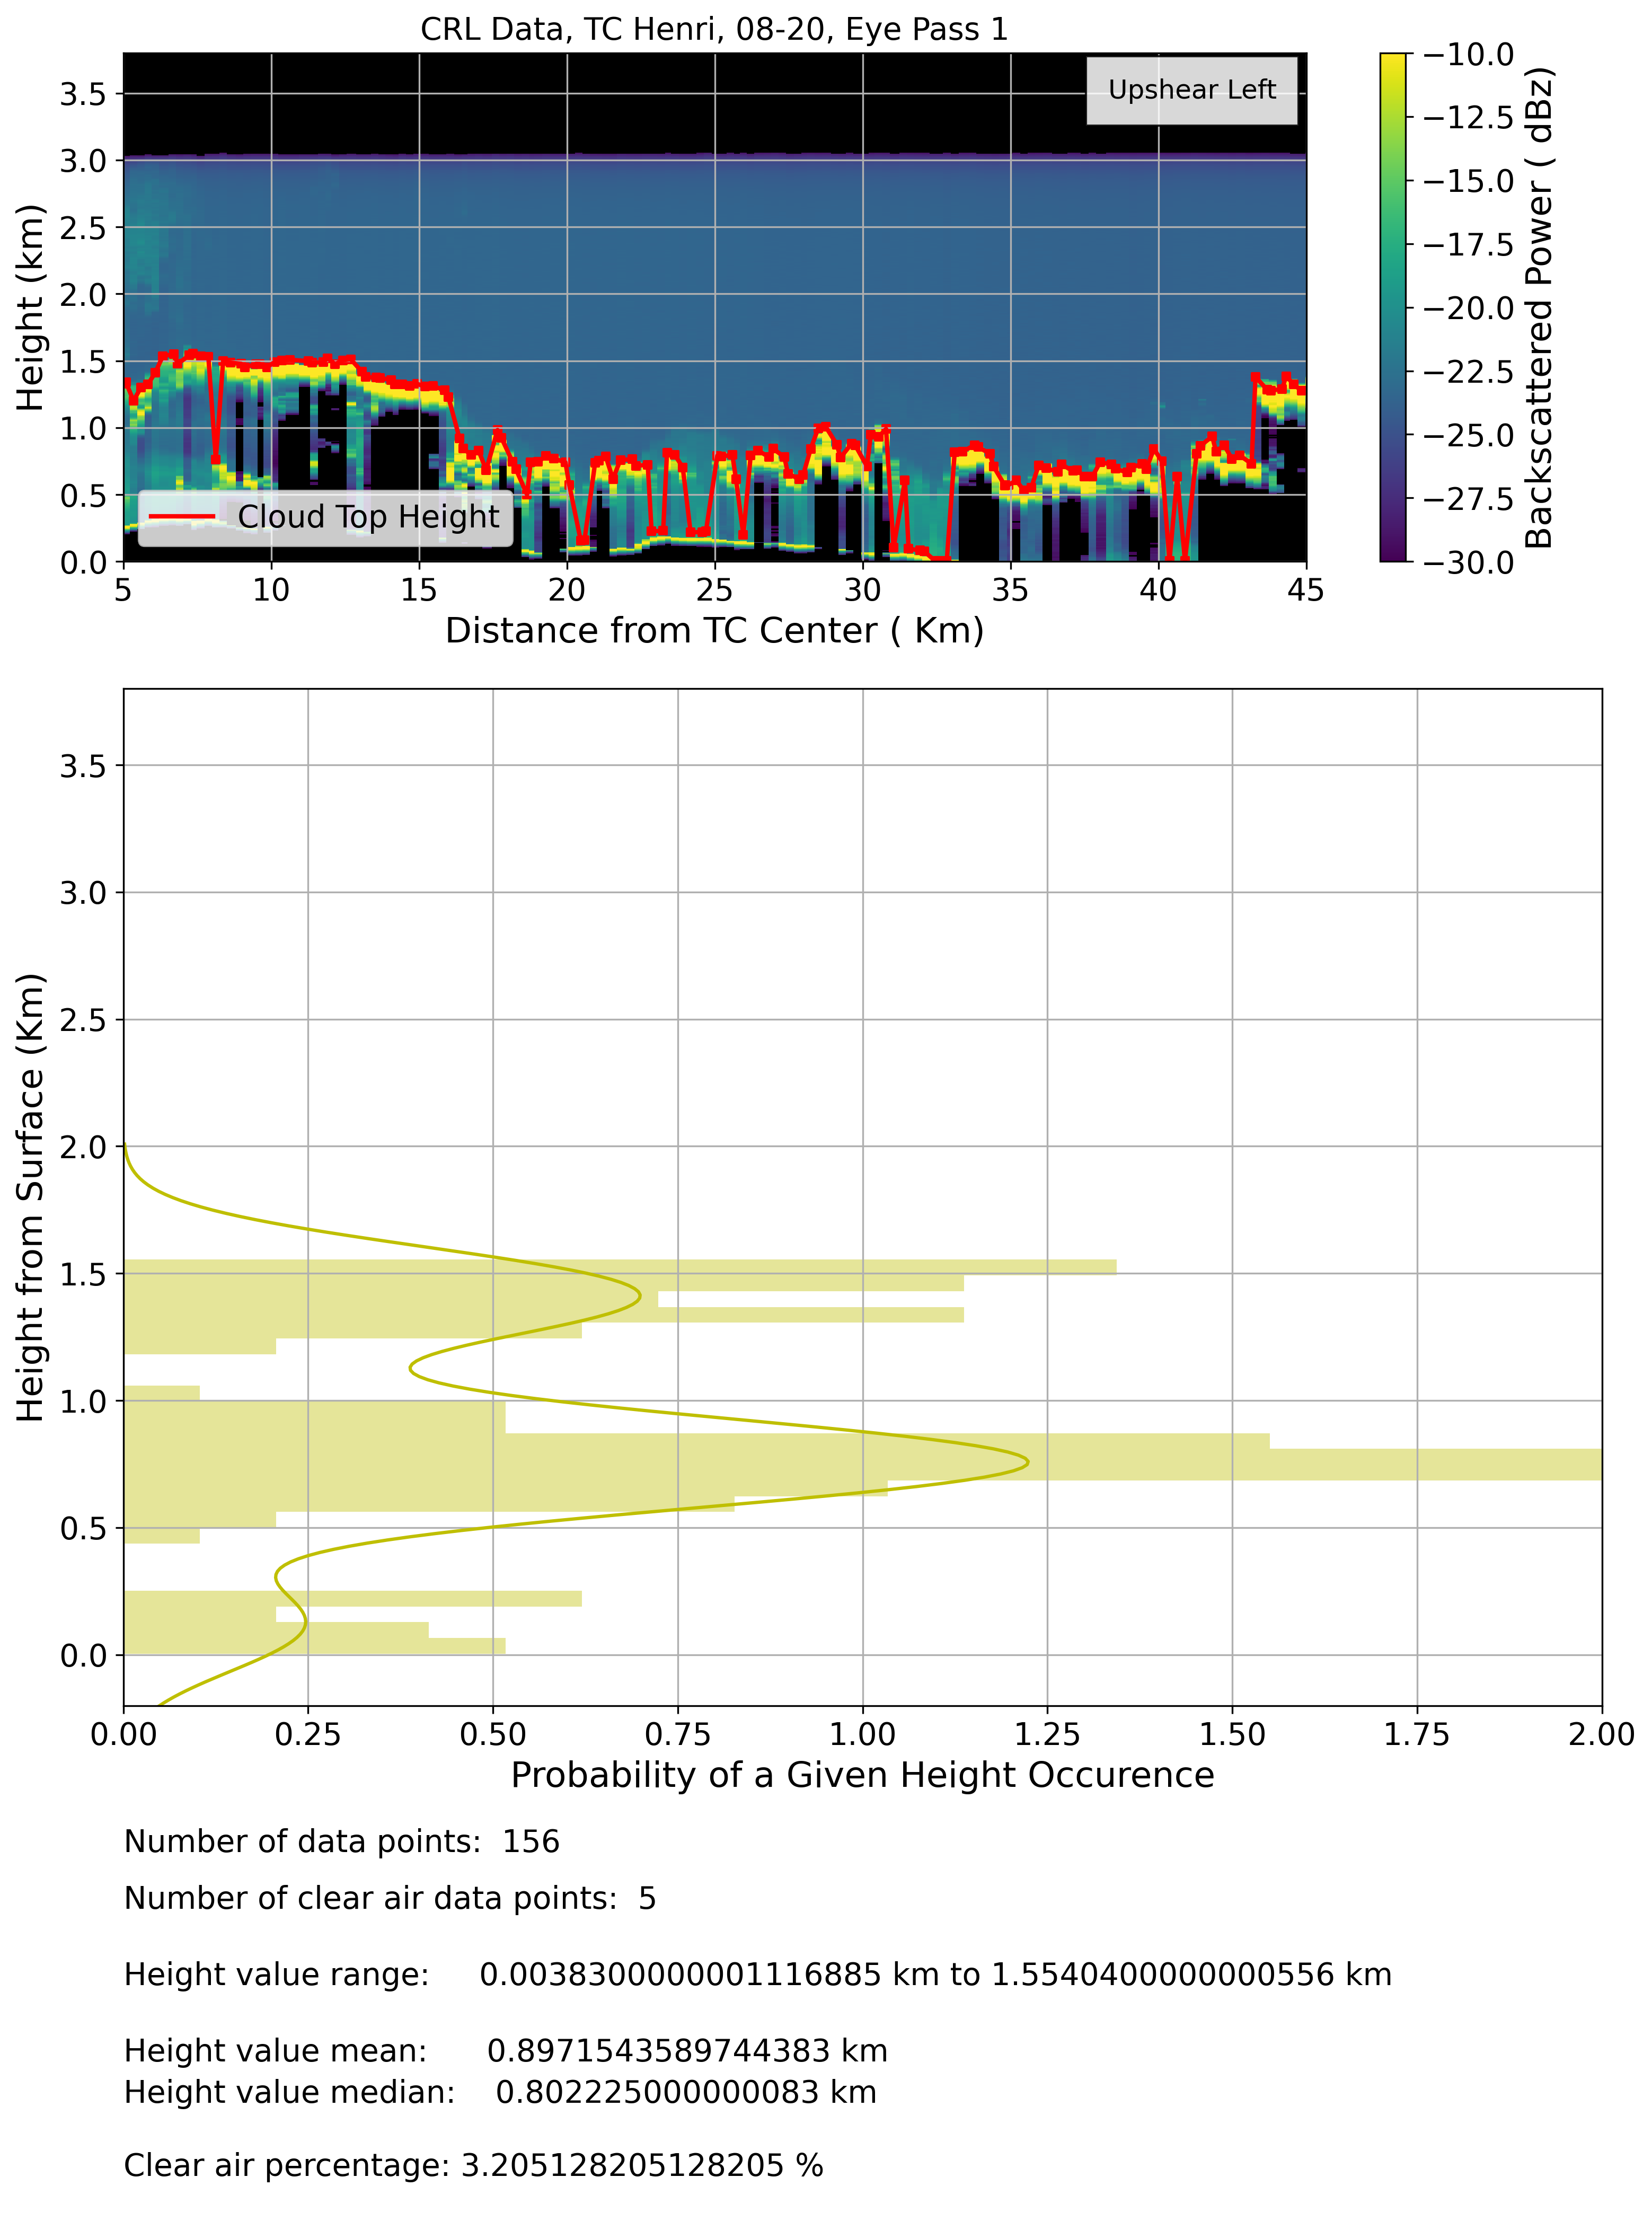 CRL Data, TC Henri, 08-20, Eye Pass 1
Upshear Left
3.5
3.0
2.5
2.0
1.5
1.0
0.5
0.0
Height (km)
Cloud Top Height
5 10 15 20 25 30 35 40 45
Distance from TC Center ( Km)
−10.0
−12.5
−15.0
−17.5
−20.0
−22.5
−25.0
−27.5
−30.0
Backscattered Power ( dBz)
3.5
3.0
2.5
2.0
1.5
1.0
0.5
0.0
Height from Surface (Km)
0.00 0.25 0.50 0.75 1.00 1.25 1.50 1.75 2.00
Probability of a Given Height Occurence
Number of data points: 156
Number of clear air data points: 5
Height value range: 0.0038300000001116885 km to 1.5540400000000556 km
Height value mean: 0.8971543589744383 km
Height value median: 0.802225000000083 km
Clear air percentage: 3.205128205128205 %